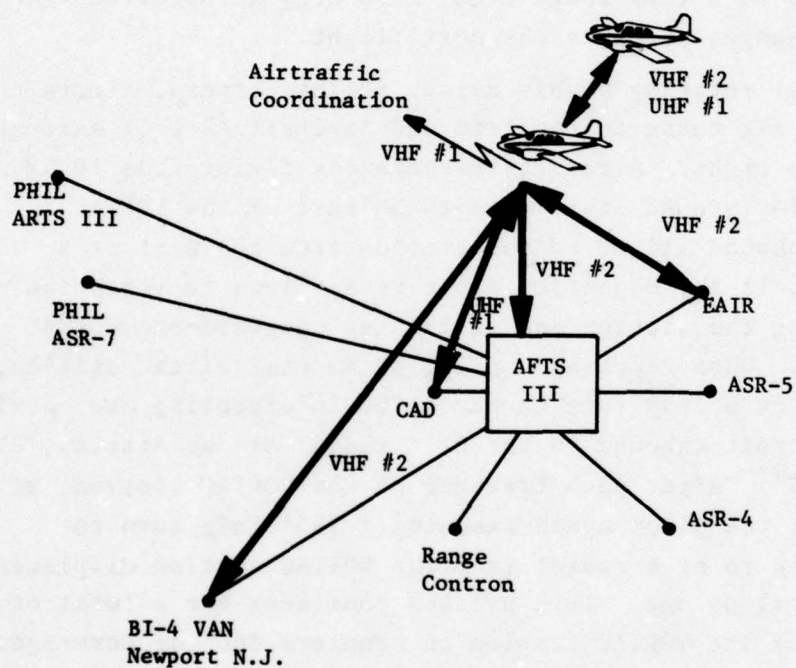 Airtraffic
Coordination
VHF #2
UHF #1
VHF #1
PHIL
ARTS III
VHF #2
VHF #2
PHIL
ASR-7
UHF
#1
EAIR
AFTS
III
ASR-5
CAD
VHF #2
ASR-4
Range
Contron
BI-4 VAN
Newport N.J.